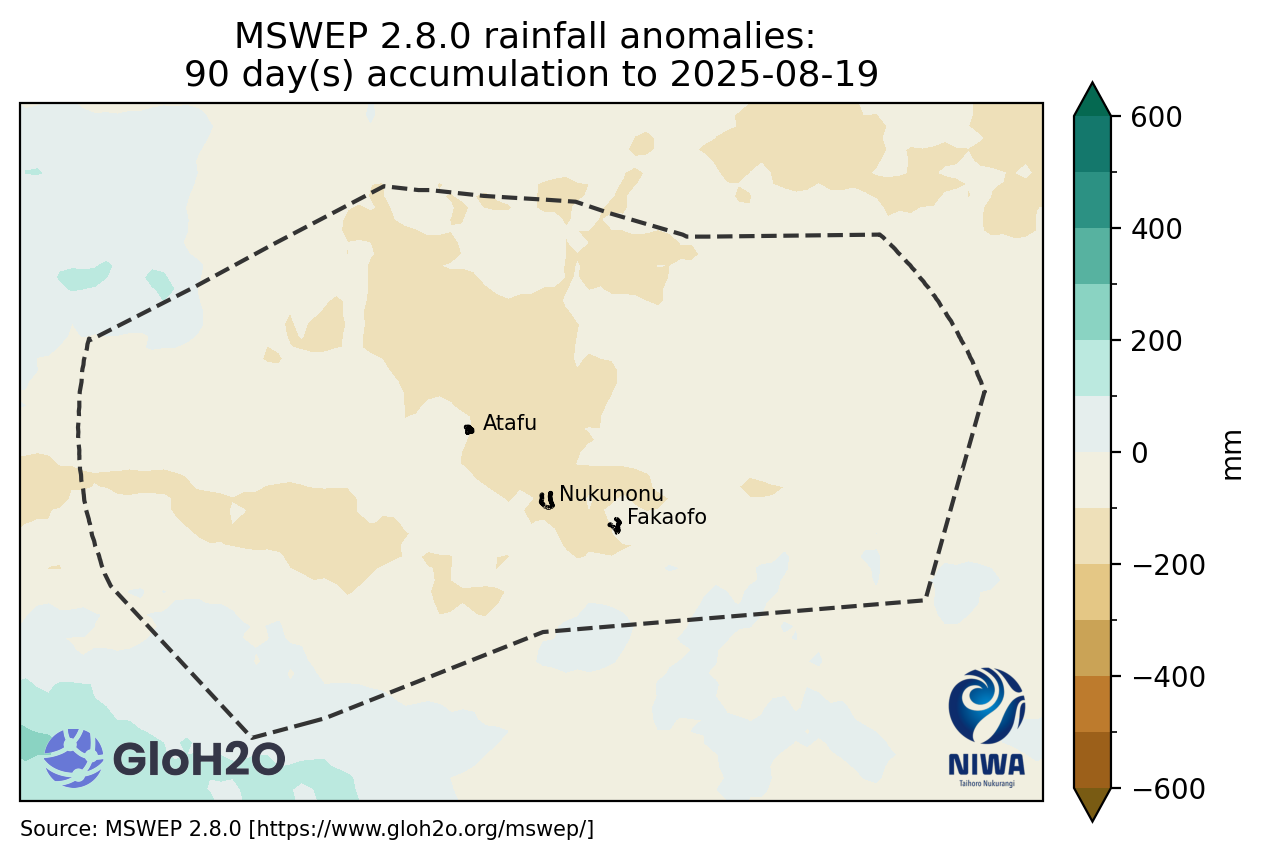 MSWEP 2.8.0 rainfall anomalies:
90 day(s) accumulation to 2025-08-19
600
400
200
0
−200
−400
−600
mm
Atafu
Nukunonu
Fakaofo
GloH2O
NIWA
Taihoro Nukurangi
Source: MSWEP 2.8.0 [https://www.gloh2o.org/mswep/]